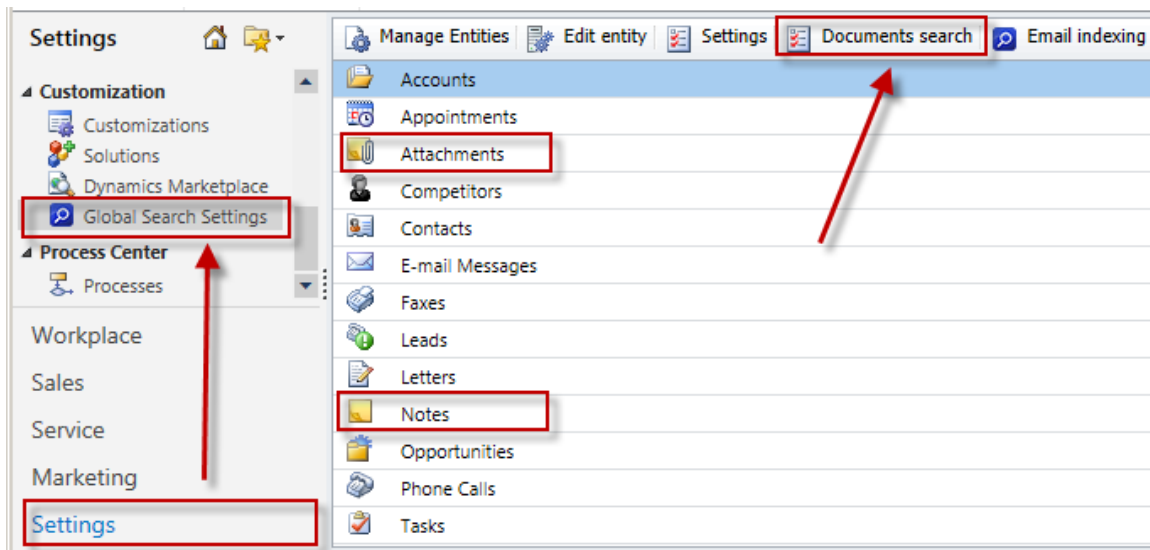 Settings
Customization
Customizations
Solutions
Dynamics Marketplace
Global Search Settings
Process Center
Processes
Workplace
Sales
Service
Marketing
Settings
Manage Entities Edit entity Settings Documents search Email indexing
Accounts
Appointments
Attachments
Competitors
Contacts
E-mail Messages
Faxes
Leads
Letters
Notes
Opportunities
Phone Calls
Tasks